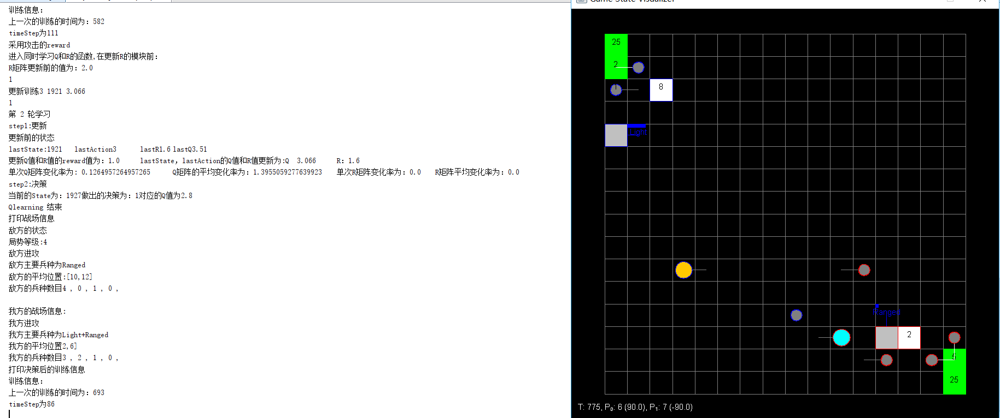 训练信息：
上一次的训练的时间为：582
timeStep为111
采用攻击的reward
进入同时学习Q和R的函数,在更新R的模块前：
R矩阵更新前的值为：2.0
1
更新训练3 1921 3.066
1
第 2 轮学习
step1:更新
更新前的状态
lastState:1921 lastAction3 lastR1.6 lastQ3.51
更新Q值和R值的reward值为：1.0 lastState，lastAction的Q值和R值更新为:Q 3.066 R：1.6
单次Q矩阵变化率为：0.1264957264957265 Q矩阵的平均变化率为：1.3955059277639923 单次R矩阵变化率为：0.0 R矩阵平均变化率为：0.0
step2:决策
当前的State为：1927做出的决策为：1对应的Q值为2.8
Qlearning 结束
打印战场信息
敌方的状态
局势等级:4
敌方进攻
敌方主要兵种为Ranged
敌方的平均位置:[10,12]
敌方的兵种数目4 , 0 , 1 , 0 ,
我方的战场信息:
我方进攻
我方主要兵种为Light+Ranged
我方的平均位置2,6]
我方的兵种数目3 , 2 , 1 , 0 ,
打印决策后的训练信息
训练信息：
上一次的训练的时间为：693
timeStep为86
Game State Visualizer
25
2
1
8
Light
Ranged
2
5
25
T: 775, P₀: 6 (90.0), P₁: 7 (-90.0)